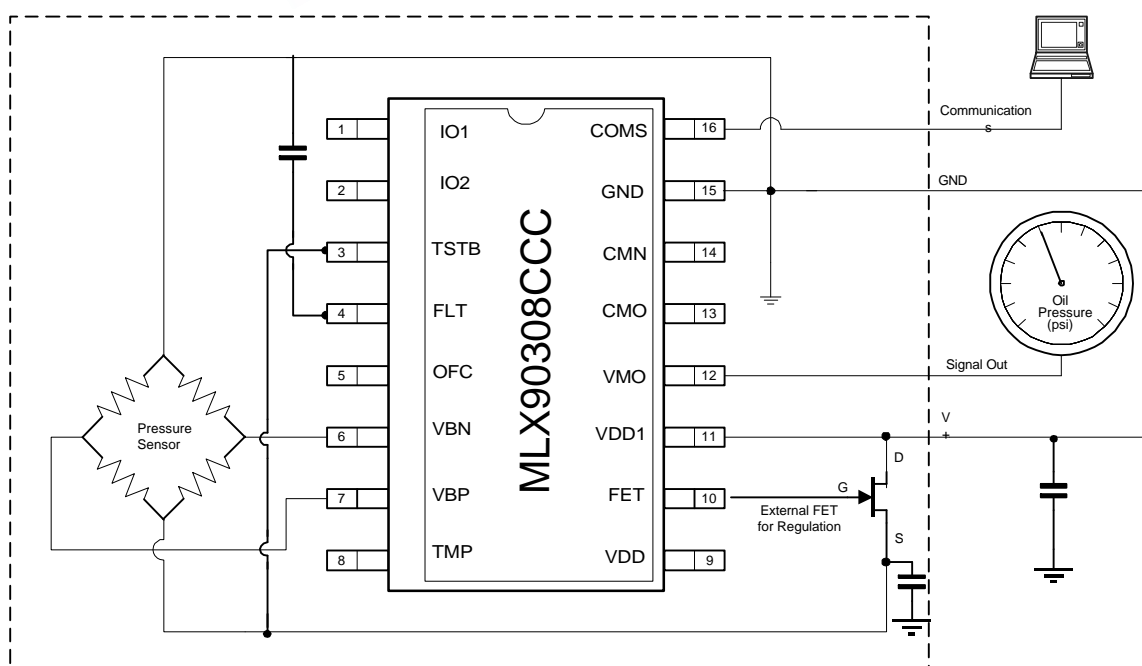 Communication
s
1 IO1 COMS 16
2 IO2 GND 15
GND
3 TSTB CMN 14
4 FLT CMO 13
Oil
Pressure
(psi)
5 OFC VMO 12
Signal Out
Pressure
Sensor
6 VBN VDD1 11
V
+
D
7 VBP FET 10
G
External FET
for Regulation
S
8 TMP VDD 9
MLX90308CCC